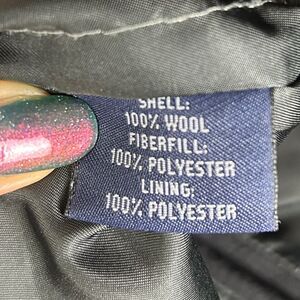 SHELL:
100% WOOL
FIBERFILL:
100% POLYESTER
LINING:
100% POLYESTER